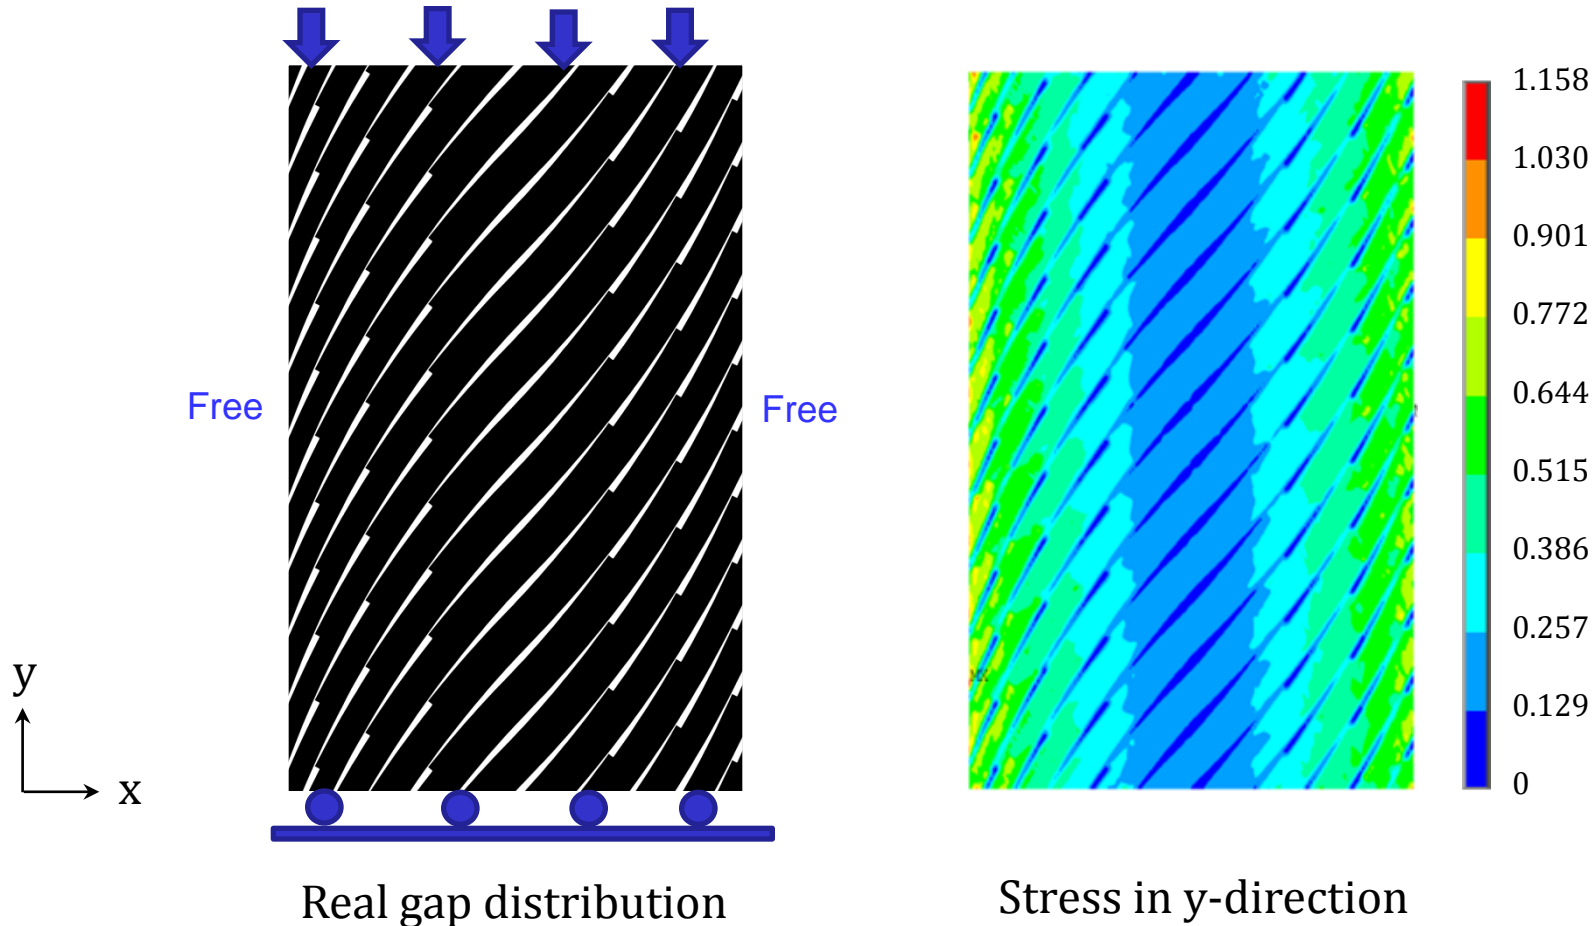 Free
Free
y
x
Real gap distribution
1.158
1.030
0.901
0.772
0.644
0.515
0.386
0.257
0.129
0
MX
Stress in y-direction